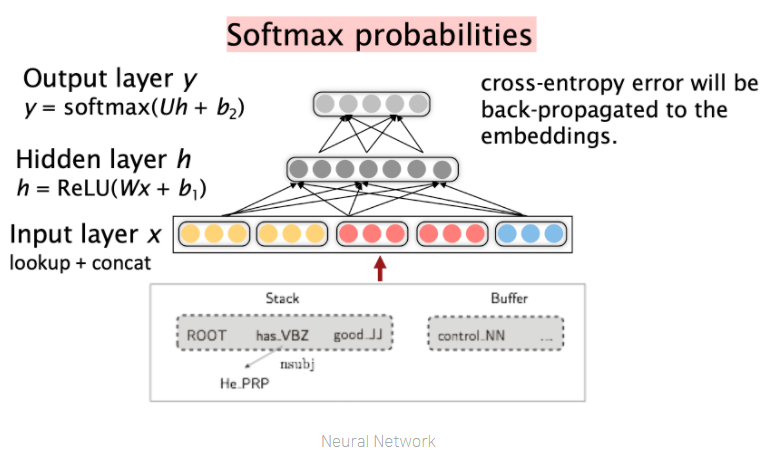 Softmax probabilities
Output layer y
y = softmax(Uh + b₂)
cross-entropy error will be
back-propagated to the
embeddings.
Hidden layer h
h = ReLU(Wx + b₁)
Input layer x
lookup + concat
Stack
Buffer
ROOT has_VBZ good_JJ
control_NN ...
nsubj
He_PRP
Neural Network